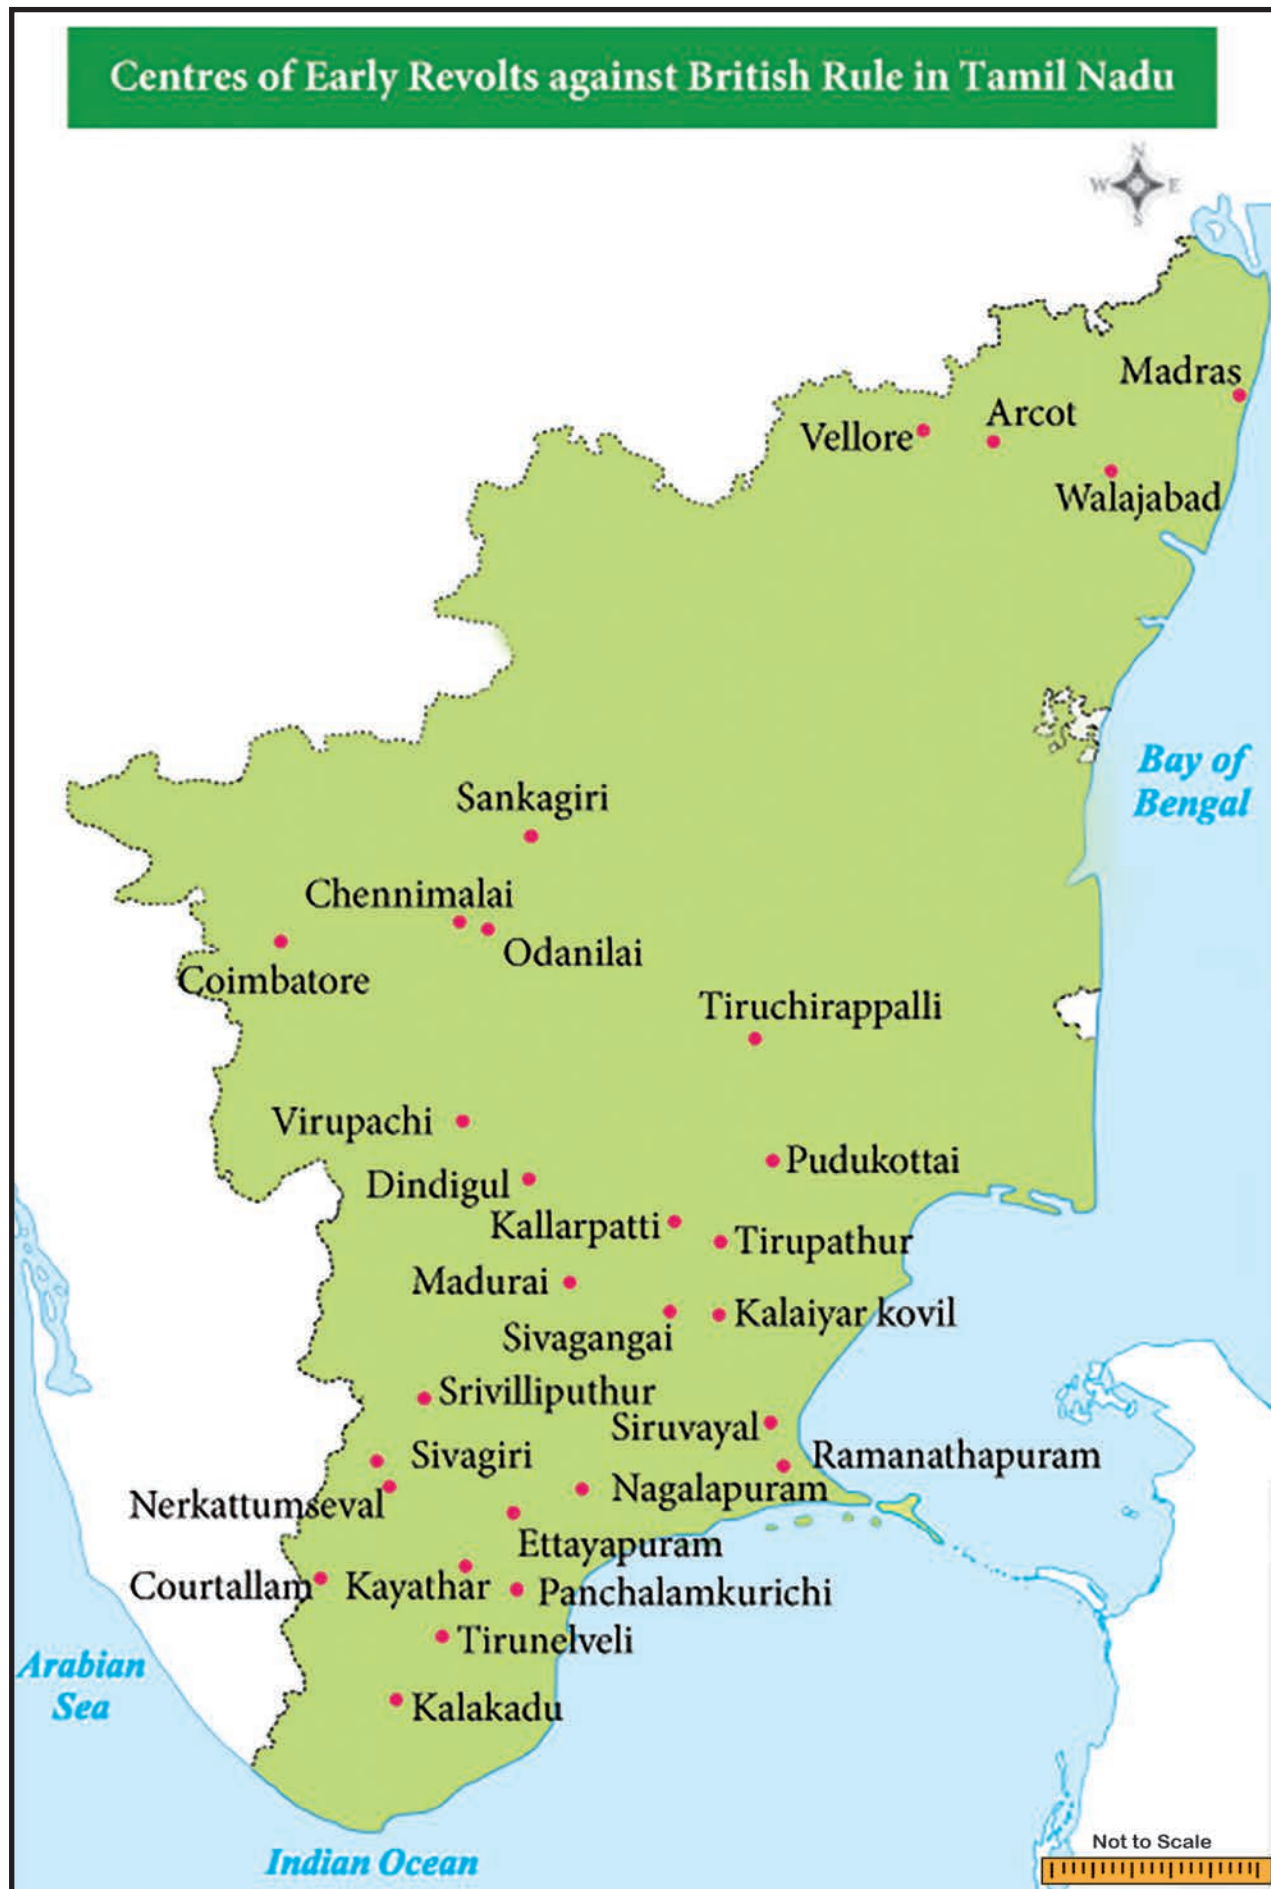 Centres of Early Revolts against British Rule in Tamil Nadu
N
W E
S
Madras
Arcot
Vellore
Walajabad
Bay of
Bengal
Sankagiri
Chennimalai
Odanilai
Coimbatore
Tiruchirappalli
Virupachi
Pudukottai
Dindigul
Kallarpatti
Tirupathur
Madurai
Kalaiyar kovil
Sivagangai
Srivilliputhur
Siruvayal
Sivagiri
Ramanathapuram
Nagalapuram
Nerkattumseval
Ettayapuram
Courtallam
Kayathar
Panchalamkurichi
Tirunelveli
Arabian
Sea
Kalakadu
Not to Scale
Indian Ocean